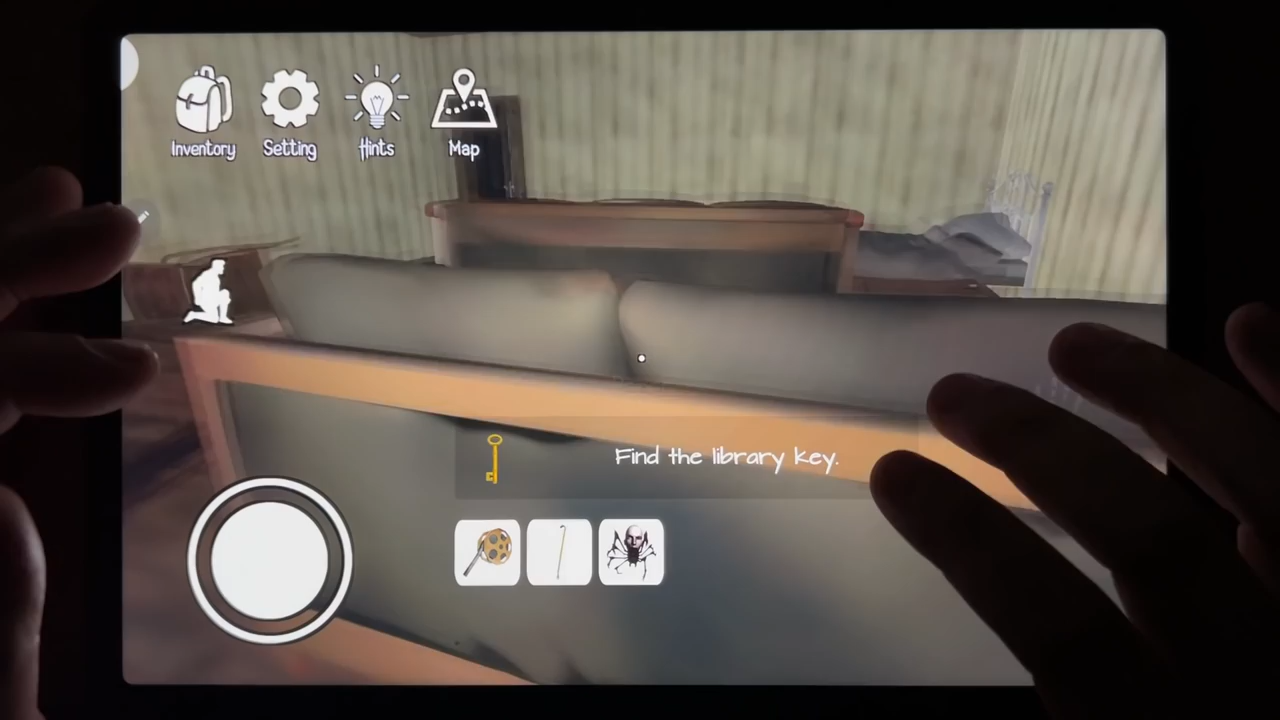 Inventory
Setting
Hints
Map
Find the library key.